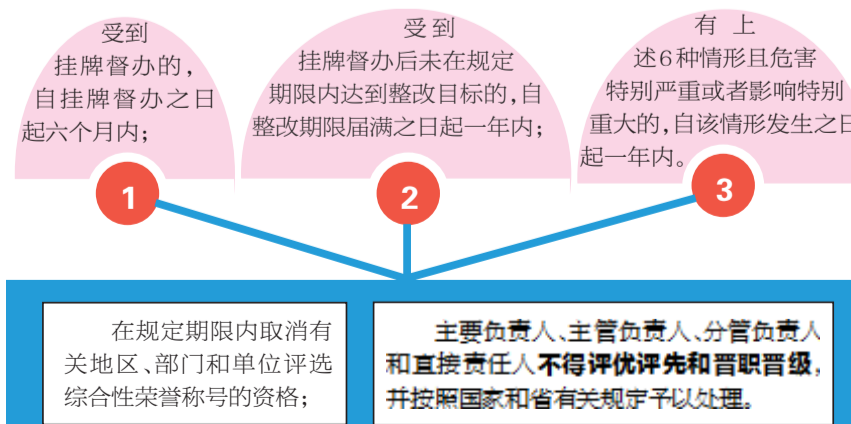 受到
挂牌督办的,
自挂牌督办之日
起六个月内;
1
受到
挂牌督办后未在规定
期限内达到整改目标的,自
整改期限届满之日起一年内;
2
有上
述6种情形且危害
特别严重或者影响特别
重大的,自该情形发生之日
起一年内。
3
在规定期限内取消有
关地区、部门和单位评选
综合性荣誉称号的资格;
主要负责人、主管负责人、分管负责人
和直接责任人不得评优评先和晋职晋级,
并按照国家和省有关规定予以处理。